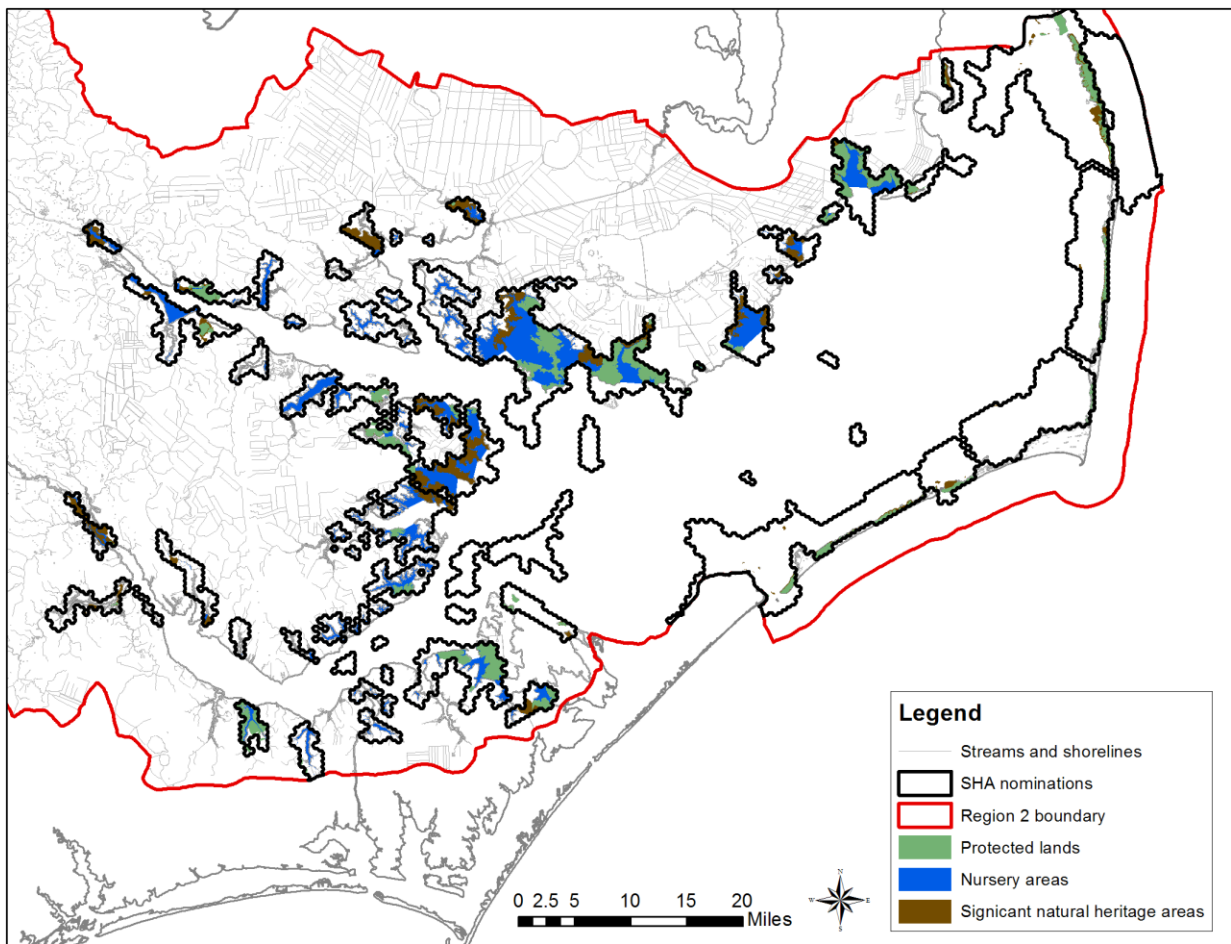 Legend
Streams and shorelines
SHA nominations
Region 2 boundary
Protected lands
Nursery areas
Signicant natural heritage areas
0 2.5 5 10 15 20
Miles
N
W E
S